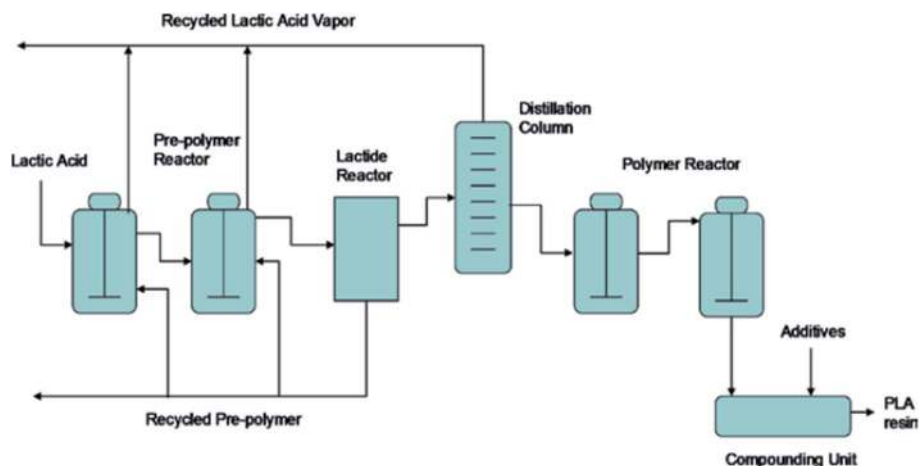 Recycled Lactic Acid Vapor
Distillation
Column
Pre-polymer
Reactor
Lactic Acid
Lactide
Reactor
Polymer Reactor
Additives
Recycled Pre-polymer
PLA
resin
Compounding Unit